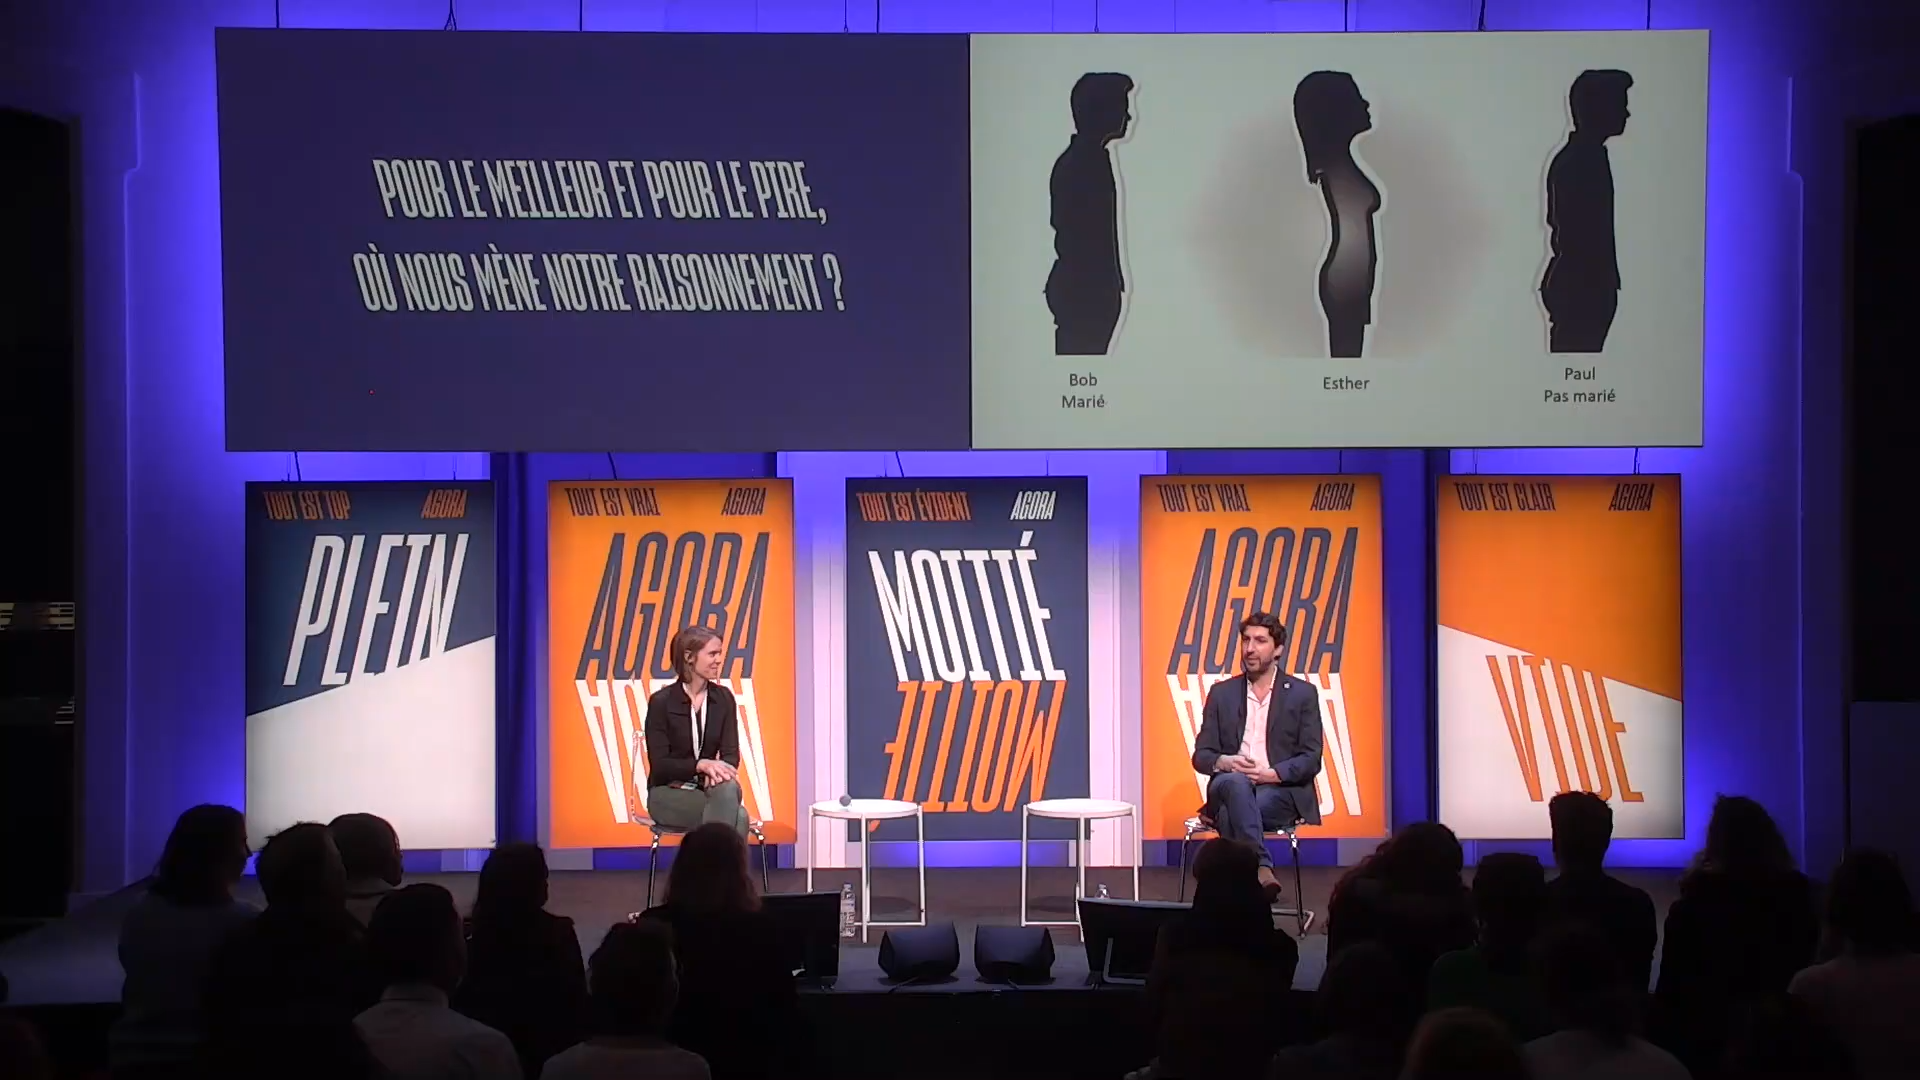 POUR LE MEILLEUR ET POUR LE PIRE,
OÙ NOUS MÈNE NOTRE RAISONNEMENT ?
Bob
Marié
Esther
Paul
Pas marié
TOUT EST TOP AGORA
PLEIN
TOUT EST VRAI AGORA
AGORA
AGORA
TOUT EST ÉVIDENT AGORA
MOITIÉ
MOITIÉ
TOUT EST VRAI AGORA
AGORA
AGORA
TOUT EST CLAIR AGORA
VIDE